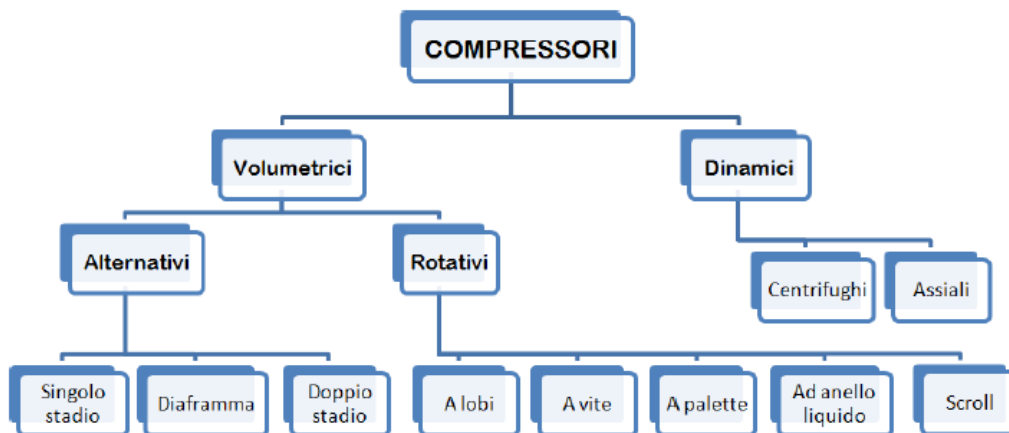 COMPRESSORI
Volumetrici
Dinamici
Alternativi
Rotativi
Centrifughi
Assiali
Singolo
stadio
Diaframma
Doppio
stadio
A lobi
A vite
A palette
Ad anello
liquido
Scroll